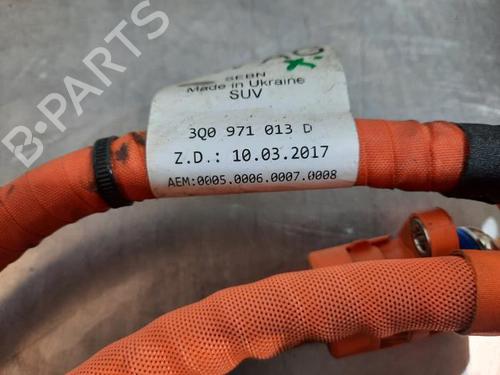 SEBN
Made in Ukraine
SUV
3Q0 971 013 D
Z.D.: 10.03.2017
AEM:0005.0006.0007.0008
B-PARTS